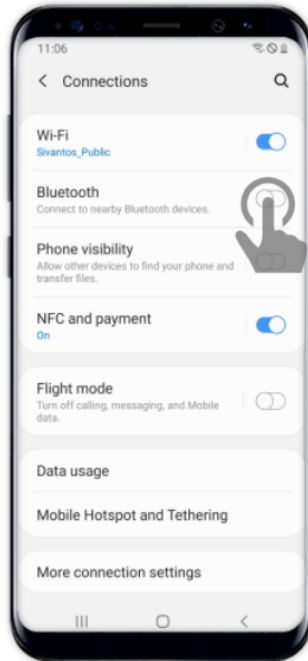 11:06
Connections
Wi-Fi
Sivantos_Public
Bluetooth
Connect to nearby Bluetooth devices.
Phone visibility
Allow other devices to find your phone and
transfer files.
NFC and payment
On
Flight mode
Turn off calling, messaging, and Mobile
data.
Data usage
Mobile Hotspot and Tethering
More connection settings